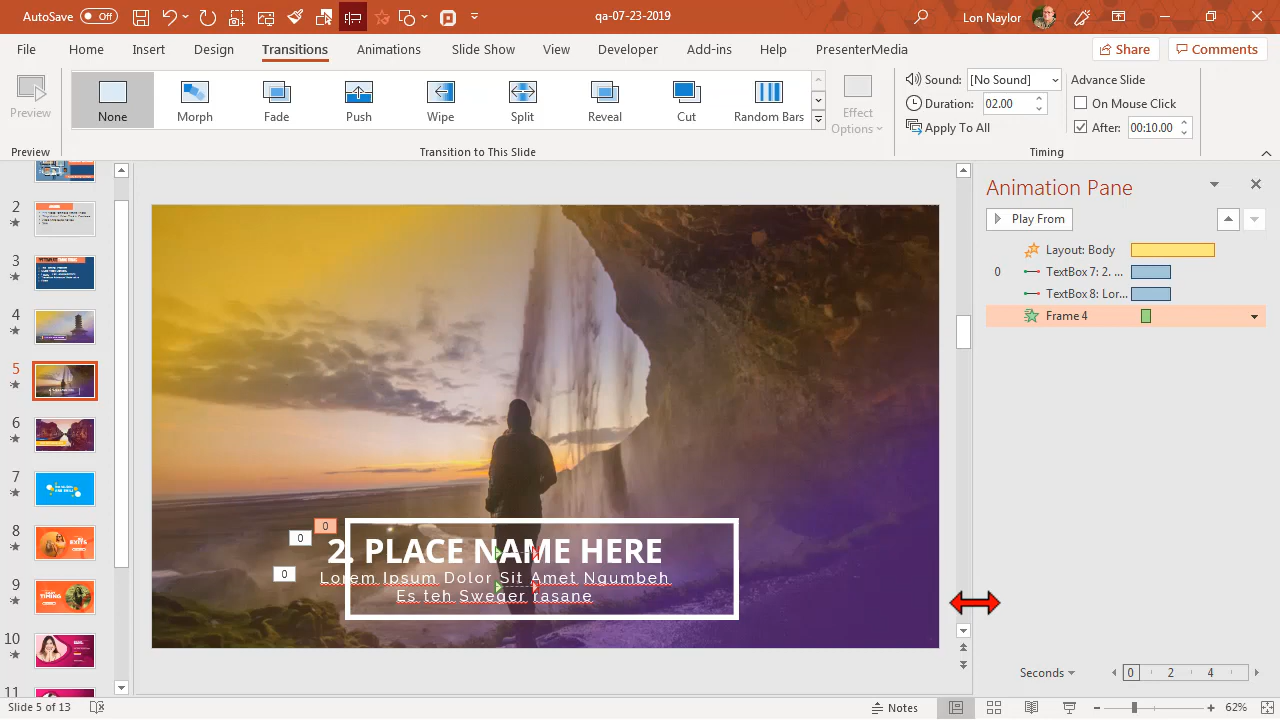 AutoSave Off
qa-07-23-2019
Lon Naylor
File Home Insert Design Transitions Animations Slide Show Review View Developer Add-ins Help PresenterMedia
Share Comments
Preview
None
Morph
Fade
Push
Wipe
Split
Reveal
Cut
Random Bars
Effect
Options
Sound: [No Sound]
Duration: 02.00
Apply To All
Advance Slide
On Mouse Click
After: 00:10.00
Preview
Transition to This Slide
Timing
2
3
4
5
6
7
8
9
10
11
0
0
0
2. PLACE NAME HERE
Lorem Ipsum Dolor Sit Amet Ngumbeh
Es teh Sweger rasane
Animation Pane
Play From
Layout: Body
0 TextBox 7: 2. ...
TextBox 8: Lor...
Frame 4
Seconds 0 2 4
Slide 5 of 13
Notes
62%